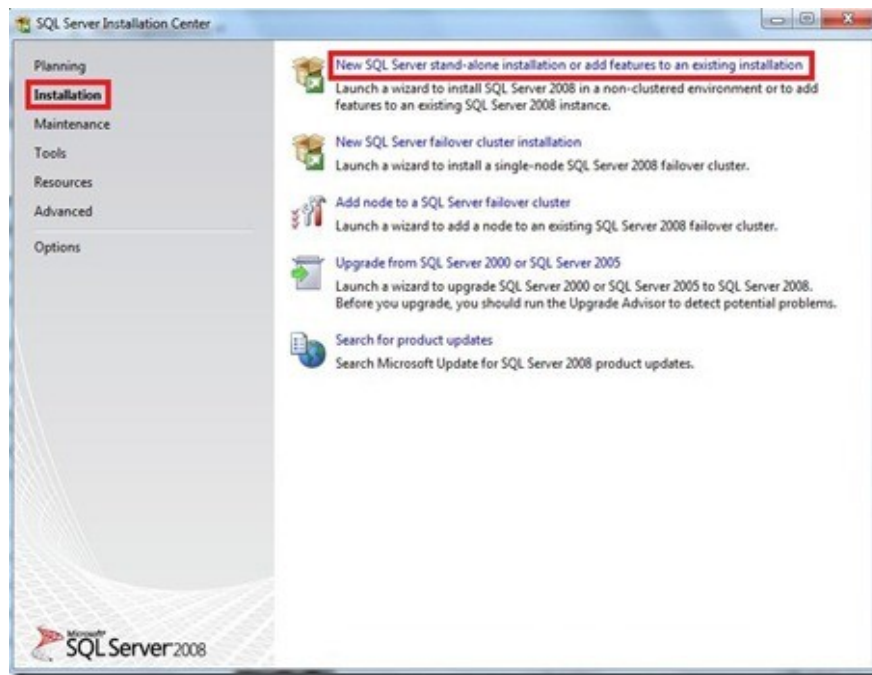 SQL Server Installation Center
Planning
Installation
Maintenance
Tools
Resources
Advanced
Options
New SQL Server stand-alone installation or add features to an existing installation
Launch a wizard to install SQL Server 2008 in a non-clustered environment or to add
features to an existing SQL Server 2008 instance.
New SQL Server failover cluster installation
Launch a wizard to install a single-node SQL Server 2008 failover cluster.
Add node to a SQL Server failover cluster
Launch a wizard to add a node to an existing SQL Server 2008 failover cluster.
Upgrade from SQL Server 2000 or SQL Server 2005
Launch a wizard to upgrade SQL Server 2000 or SQL Server 2005 to SQL Server 2008.
Before you upgrade, you should run the Upgrade Advisor to detect potential problems.
Search for product updates
Search Microsoft Update for SQL Server 2008 product updates.
Microsoft
SQL Server 2008